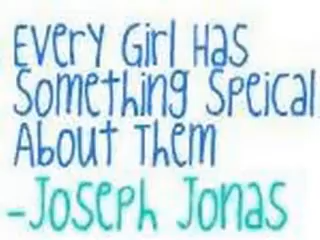 Every Girl Has
Something Speical
About Them
-Joseph Jonas